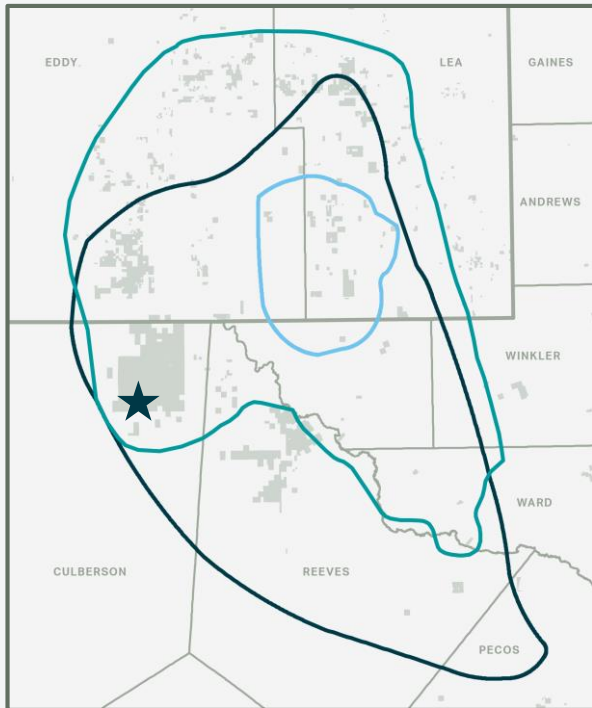 EDDY
LEA
GAINES
ANDREWS
WINKLER
WARD
CULBERSON
REEVES
PECOS